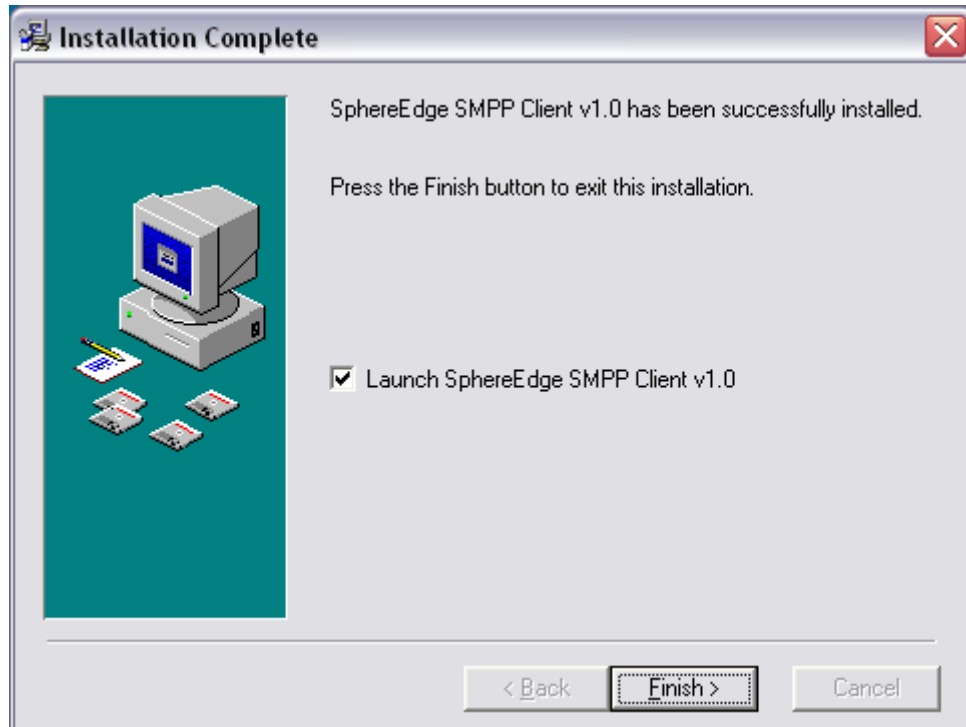 Installation Complete
SphereEdge SMPP Client v1.0 has been successfully installed.
Press the Finish button to exit this installation.
Launch SphereEdge SMPP Client v1.0
< Back
Finish >
Cancel